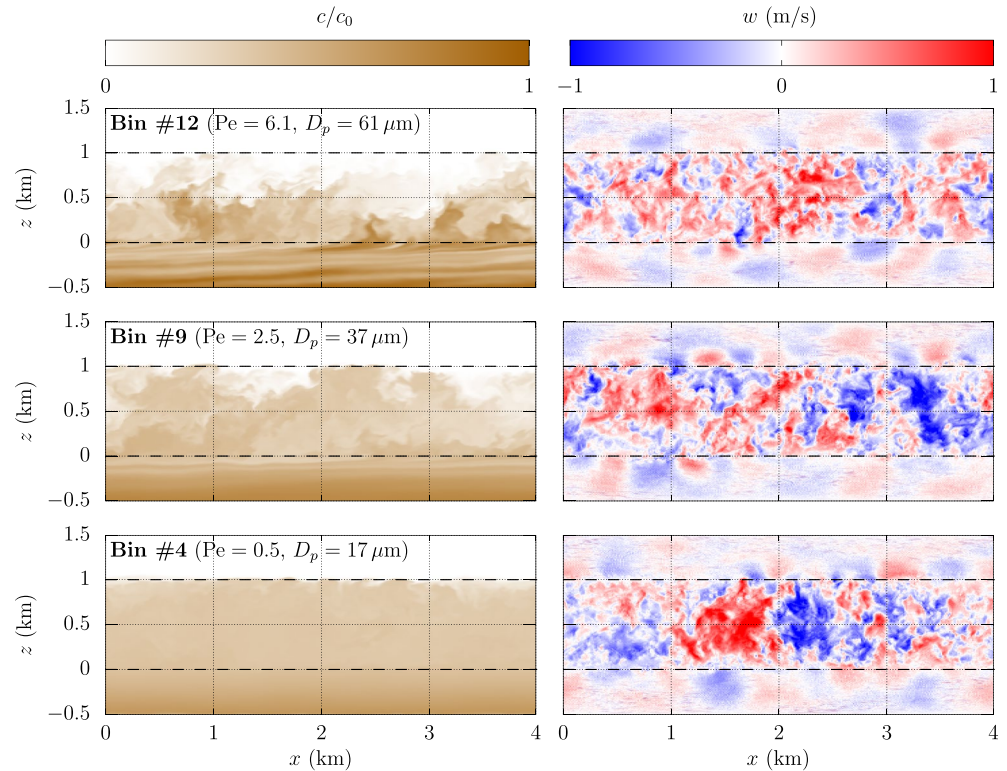 c/c₀
w (m/s)
0 1
−1 0 1
1.5
Bin #12 (Pe = 6.1, Dₚ = 61 μm)
1
z (km)
0.5
0
−0.5
1.5
Bin #9 (Pe = 2.5, Dₚ = 37 μm)
1
z (km)
0.5
0
−0.5
1.5
Bin #4 (Pe = 0.5, Dₚ = 17 μm)
1
z (km)
0.5
0
−0.5
0 1 2 3 4
0 1 2 3 4
x (km)
x (km)